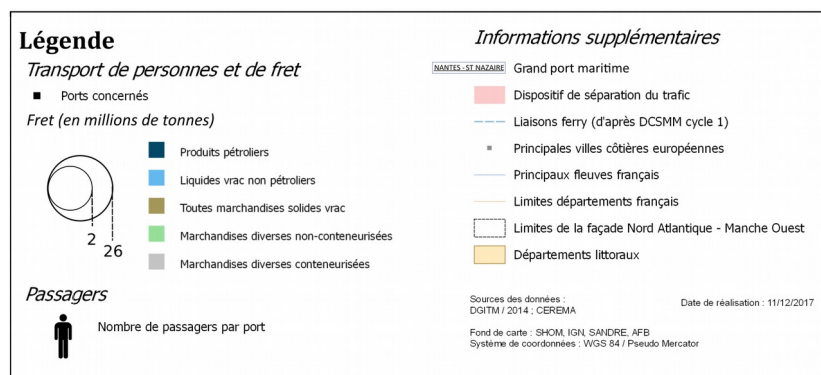 Légende
Transport de personnes et de fret
Ports concernés
Fret (en millions de tonnes)
2
26
Produits pétroliers
Liquides vrac non pétroliers
Toutes marchandises solides vrac
Marchandises diverses non-conteneurisées
Marchandises diverses conteneurisées
Passagers
Nombre de passagers par port
Informations supplémentaires
NANTES - ST NAZAIRE Grand port maritime
Dispositif de séparation du trafic
Liaisons ferry (d'après DCSMM cycle 1)
Principales villes côtières européennes
Principaux fleuves français
Limites départements français
Limites de la façade Nord Atlantique - Manche Ouest
Départements littoraux
Sources des données :
DGITM / 2014 ; CEREMA
Date de réalisation : 11/12/2017
Fond de carte : SHOM, IGN, SANDRE, AFB
Système de coordonnées : WGS 84 / Pseudo Mercator